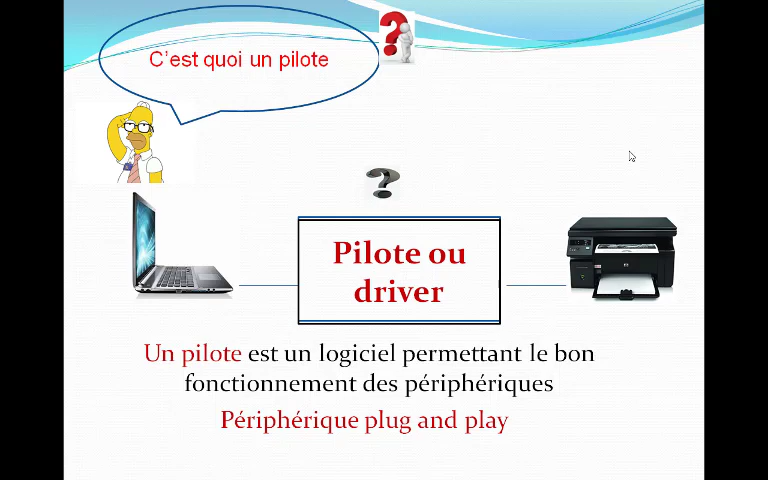 C'est quoi un pilote
Pilote ou
driver
Un pilote est un logiciel permettant le bon
fonctionnement des périphériques
Périphérique plug and play